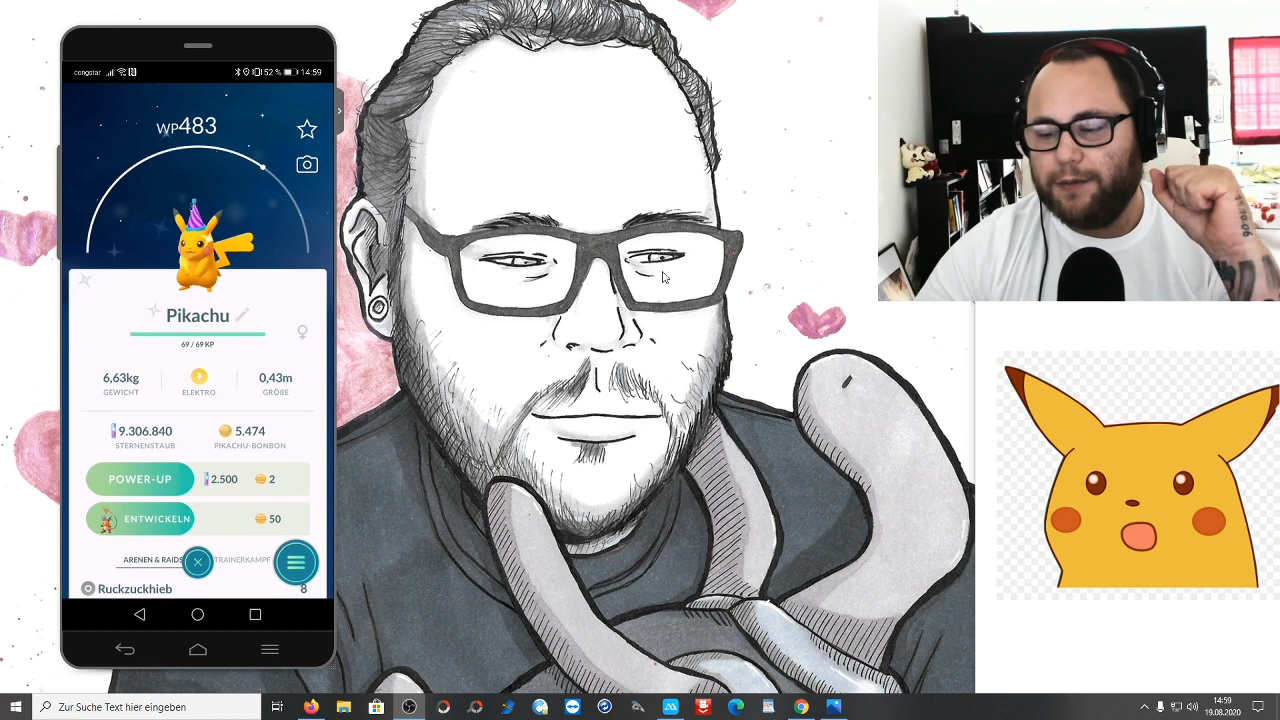 congstar 52 % 14:59
WP483
Pikachu
69 / 69 KP
6,63kg 0,43m
GEWICHT ELEKTRO GRÖßE
9.306.840 5.474
STERNENSTAUB PIKACHU-BONBON
POWER-UP 2.500 2
ENTWICKELN 50
ARENEN & RAIDS TRAINERKAMPF
Ruckzuckhieb 8
Zur Suche Text hier eingeben
14:59
19.08.2020